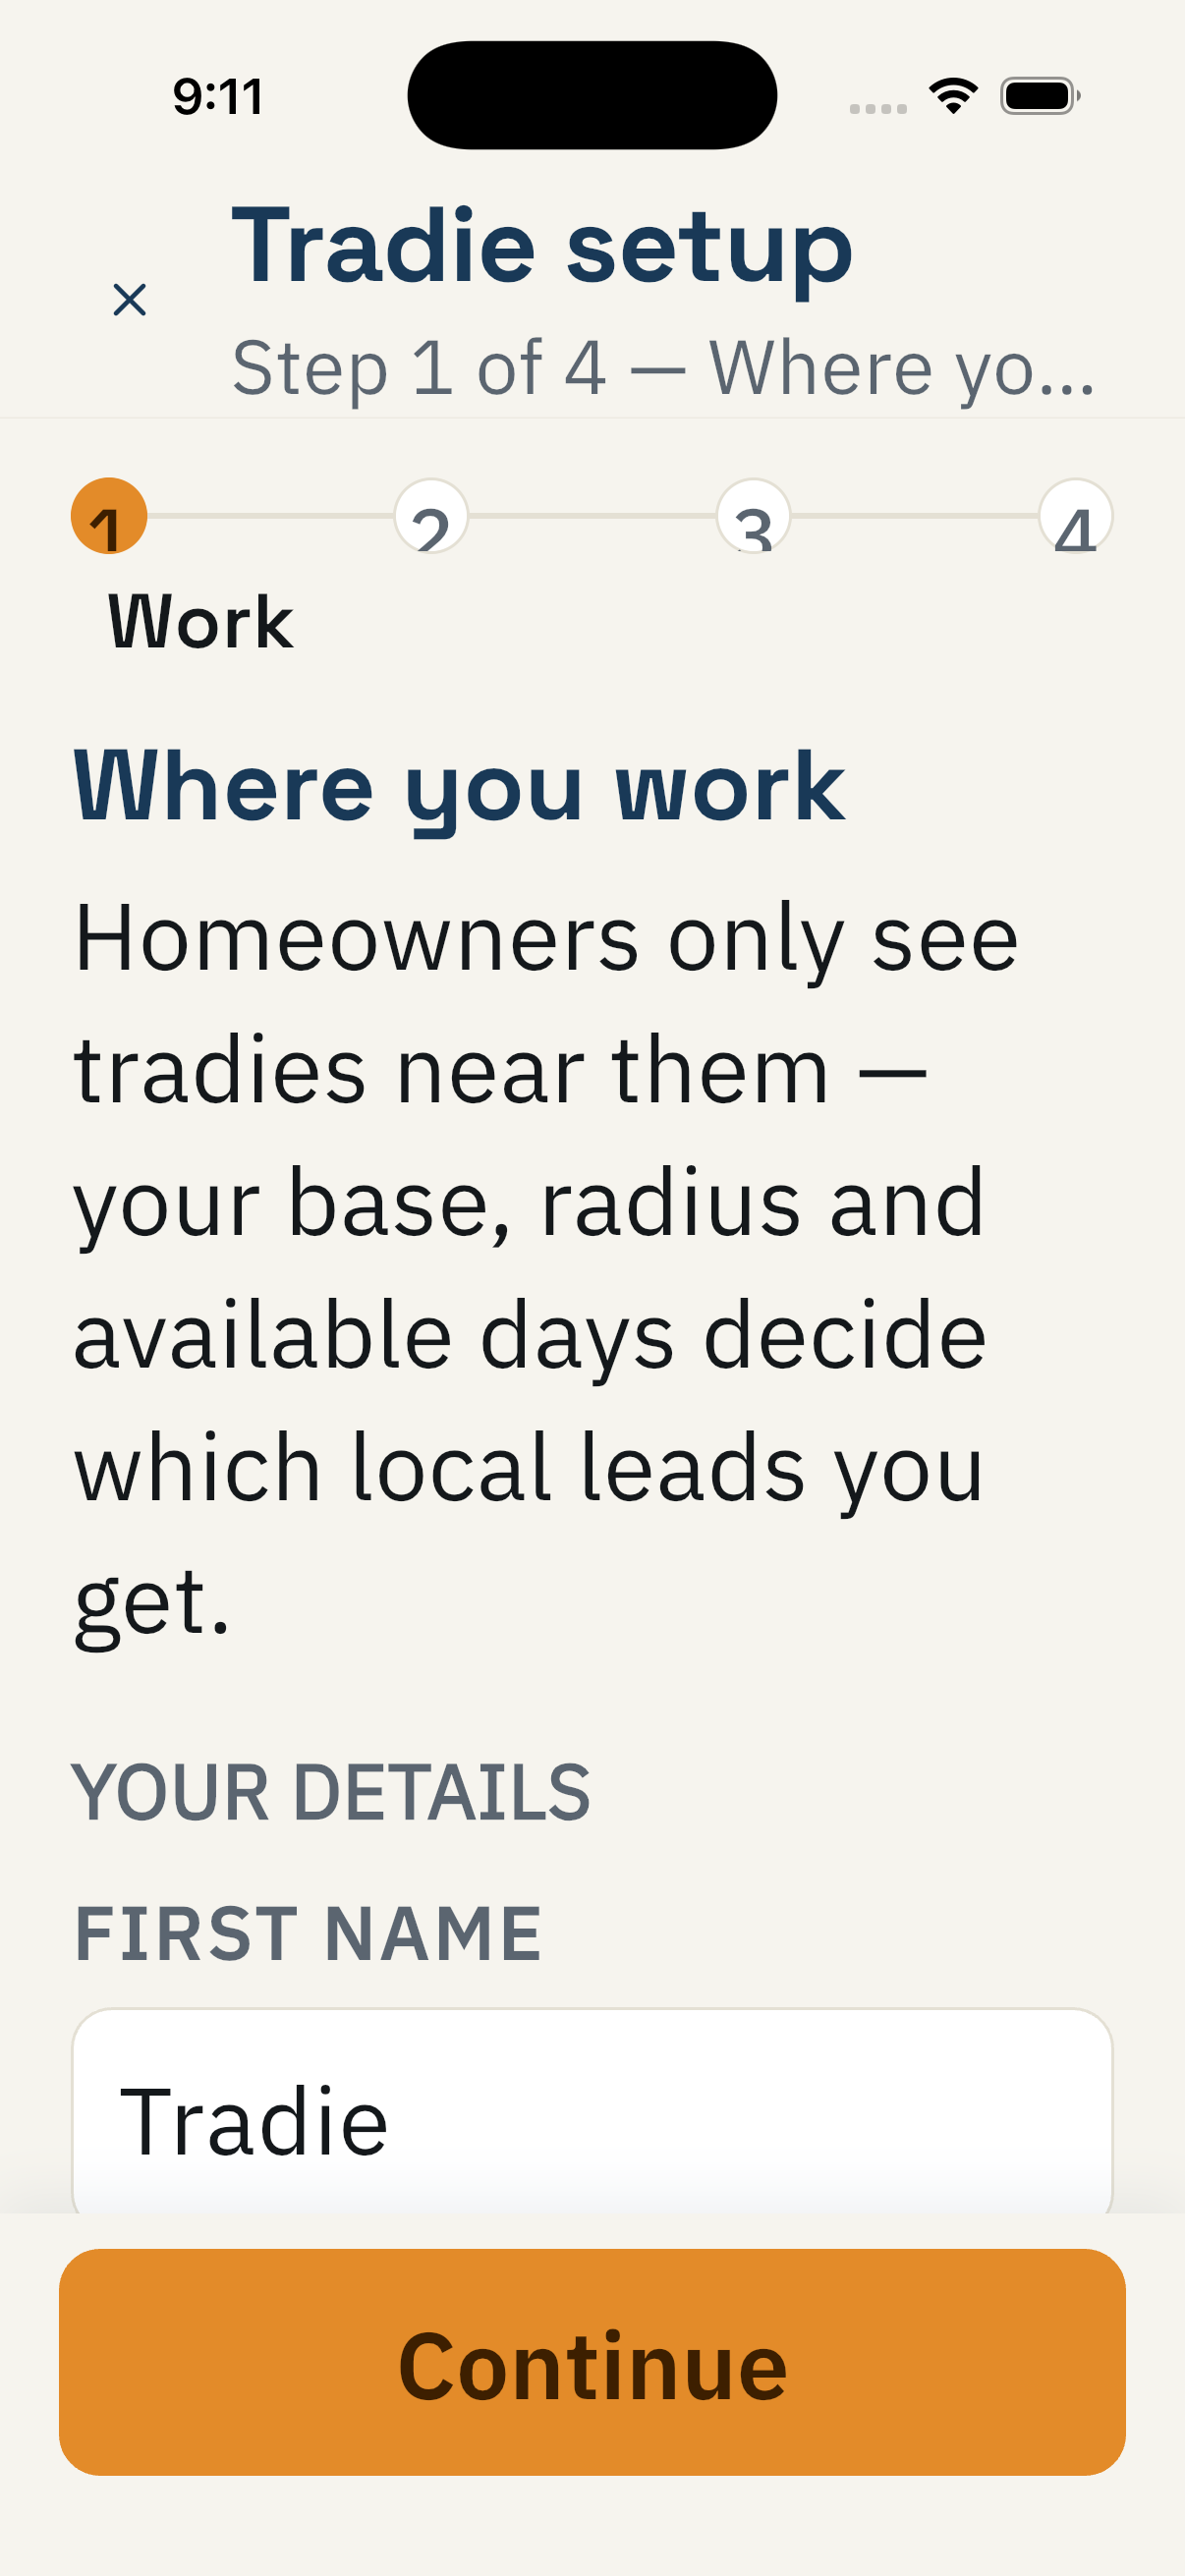 9:11
Tradie setup
Step 1 of 4 — Where yo...
1 2 3 4
Work
Where you work
Homeowners only see
tradies near them —
your base, radius and
available days decide
which local leads you
get.
YOUR DETAILS
FIRST NAME
Tradie
Continue